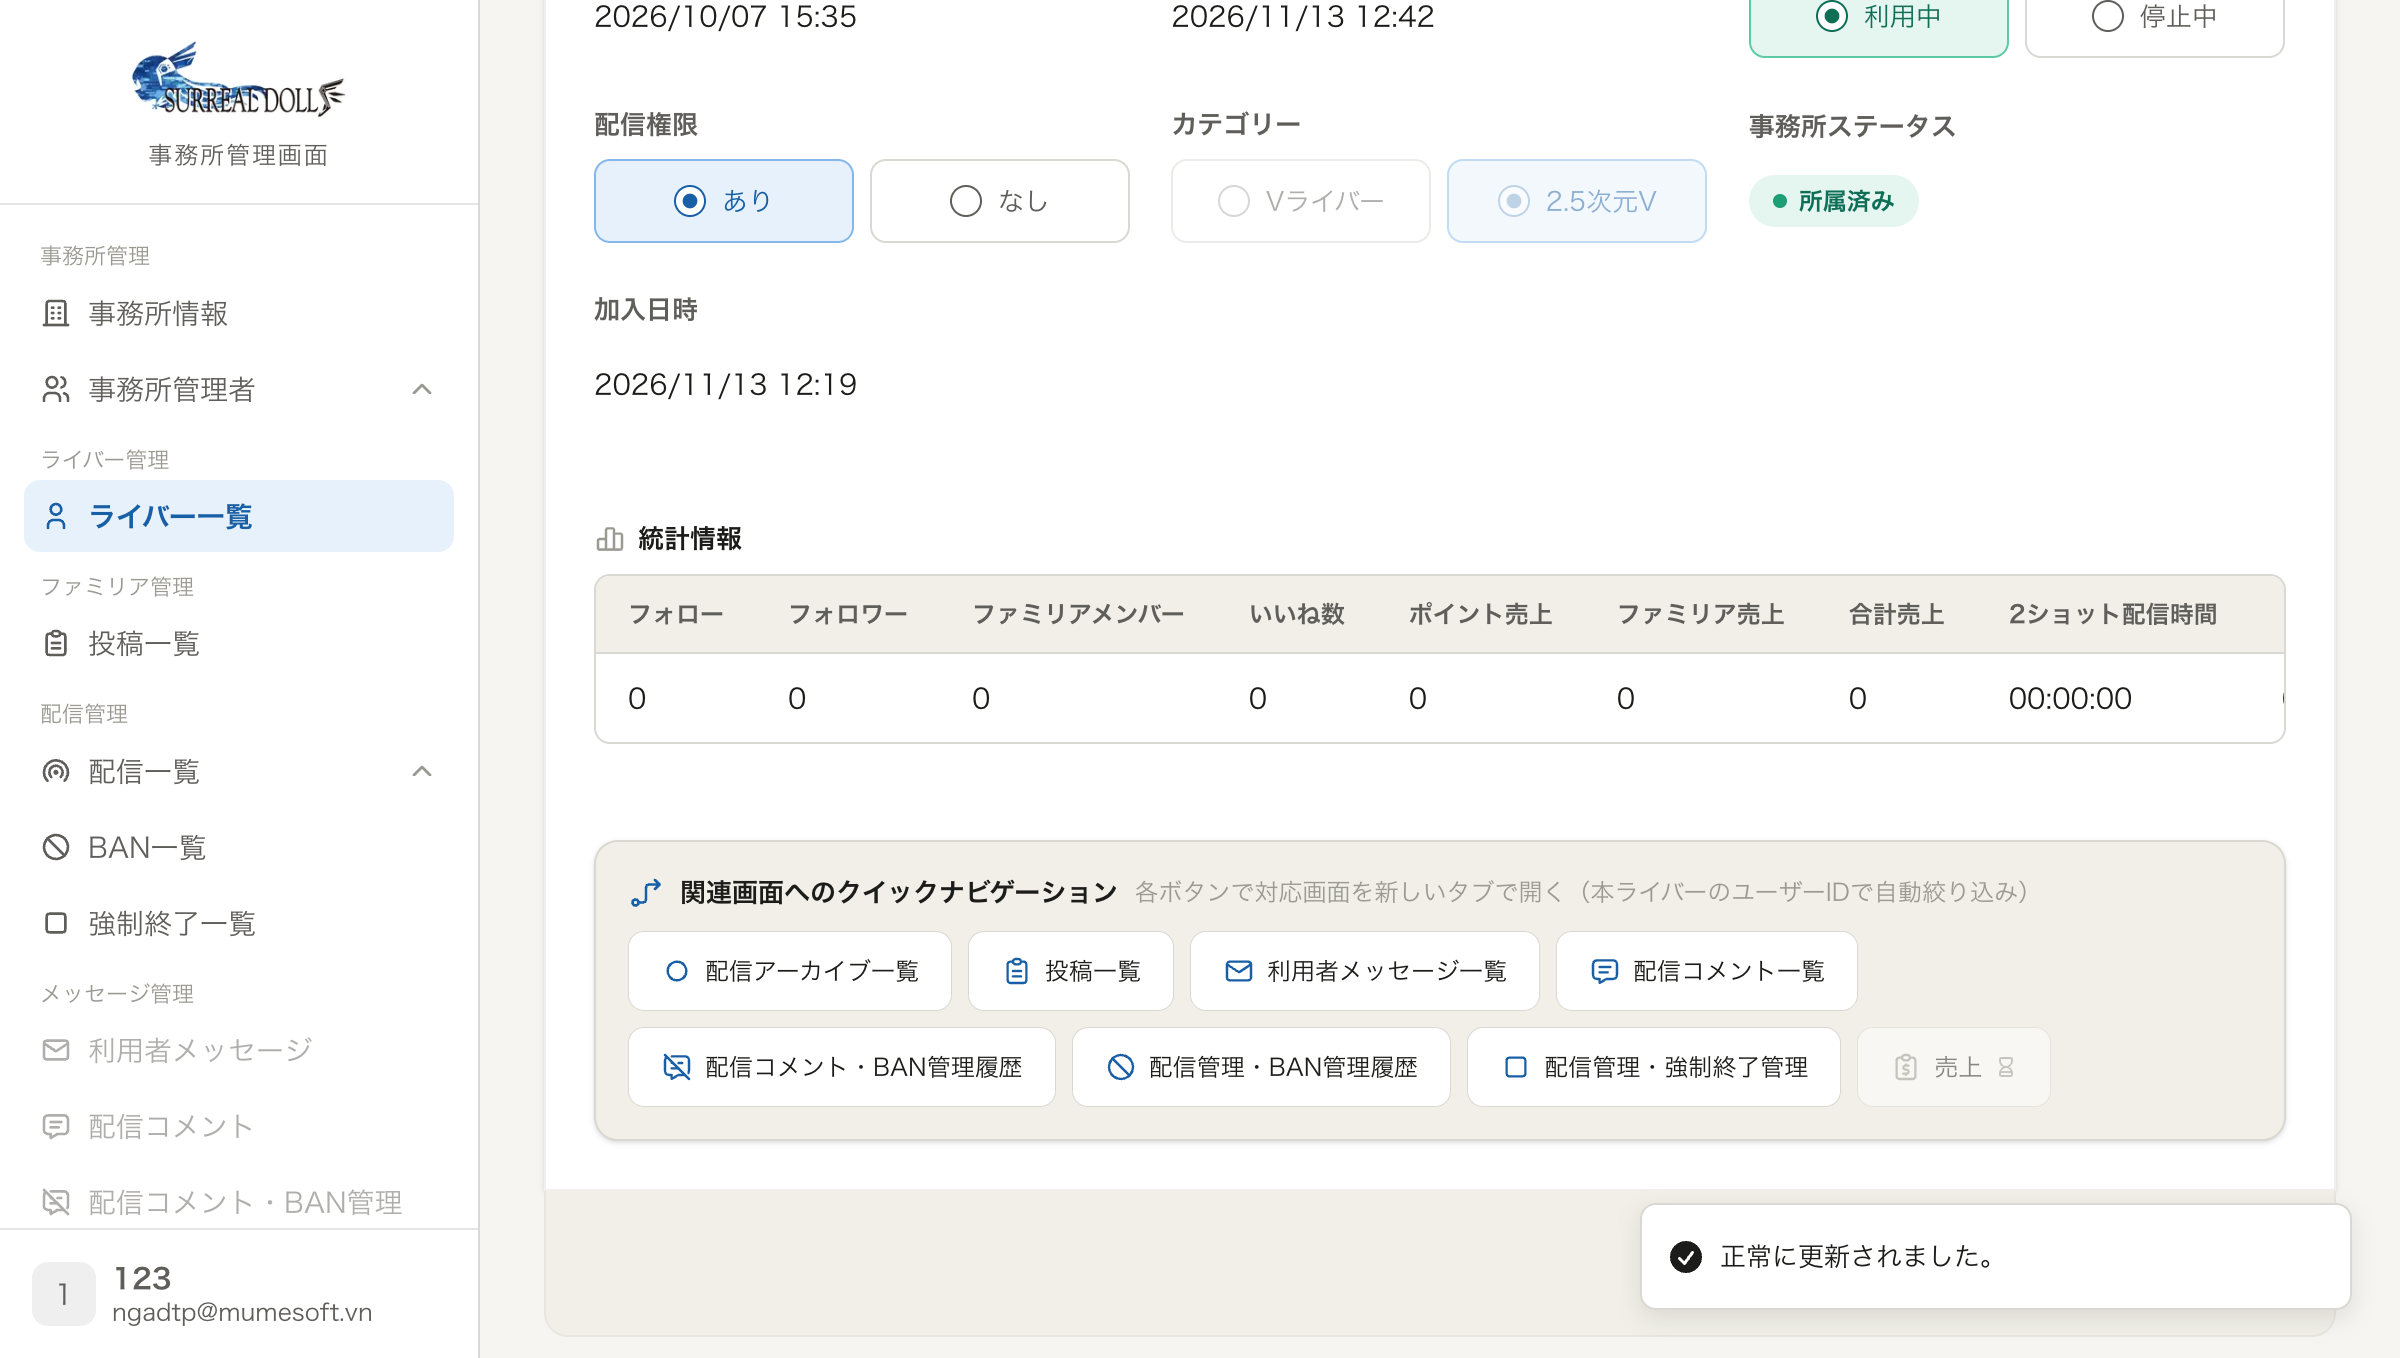 SURREAL DOLLS
事務所管理画面
事務所管理
事務所情報
事務所管理者
ライバー管理
ライバー一覧
ファミリア管理
投稿一覧
配信管理
配信一覧
BAN一覧
強制終了一覧
メッセージ管理
利用者メッセージ
配信コメント
配信コメント・BAN管理
1
123
ngadtp@mumesoft.vn
2026/10/07 15:35
2026/11/13 12:42
利用中
停止中
配信権限
カテゴリー
事務所ステータス
あり
なし
Vライバー
2.5次元V
所属済み
加入日時
2026/11/13 12:19
統計情報
フォロー フォロワー ファミリアメンバー いいね数 ポイント売上 ファミリア売上 合計売上 2ショット配信時間
0 0 0 0 0 0 0 00:00:00
関連画面へのクイックナビゲーション 各ボタンで対応画面を新しいタブで開く（本ライバーのユーザーIDで自動絞り込み）
配信アーカイブ一覧
投稿一覧
利用者メッセージ一覧
配信コメント一覧
配信コメント・BAN管理履歴
配信管理・BAN管理履歴
配信管理・強制終了管理
売上
正常に更新されました。